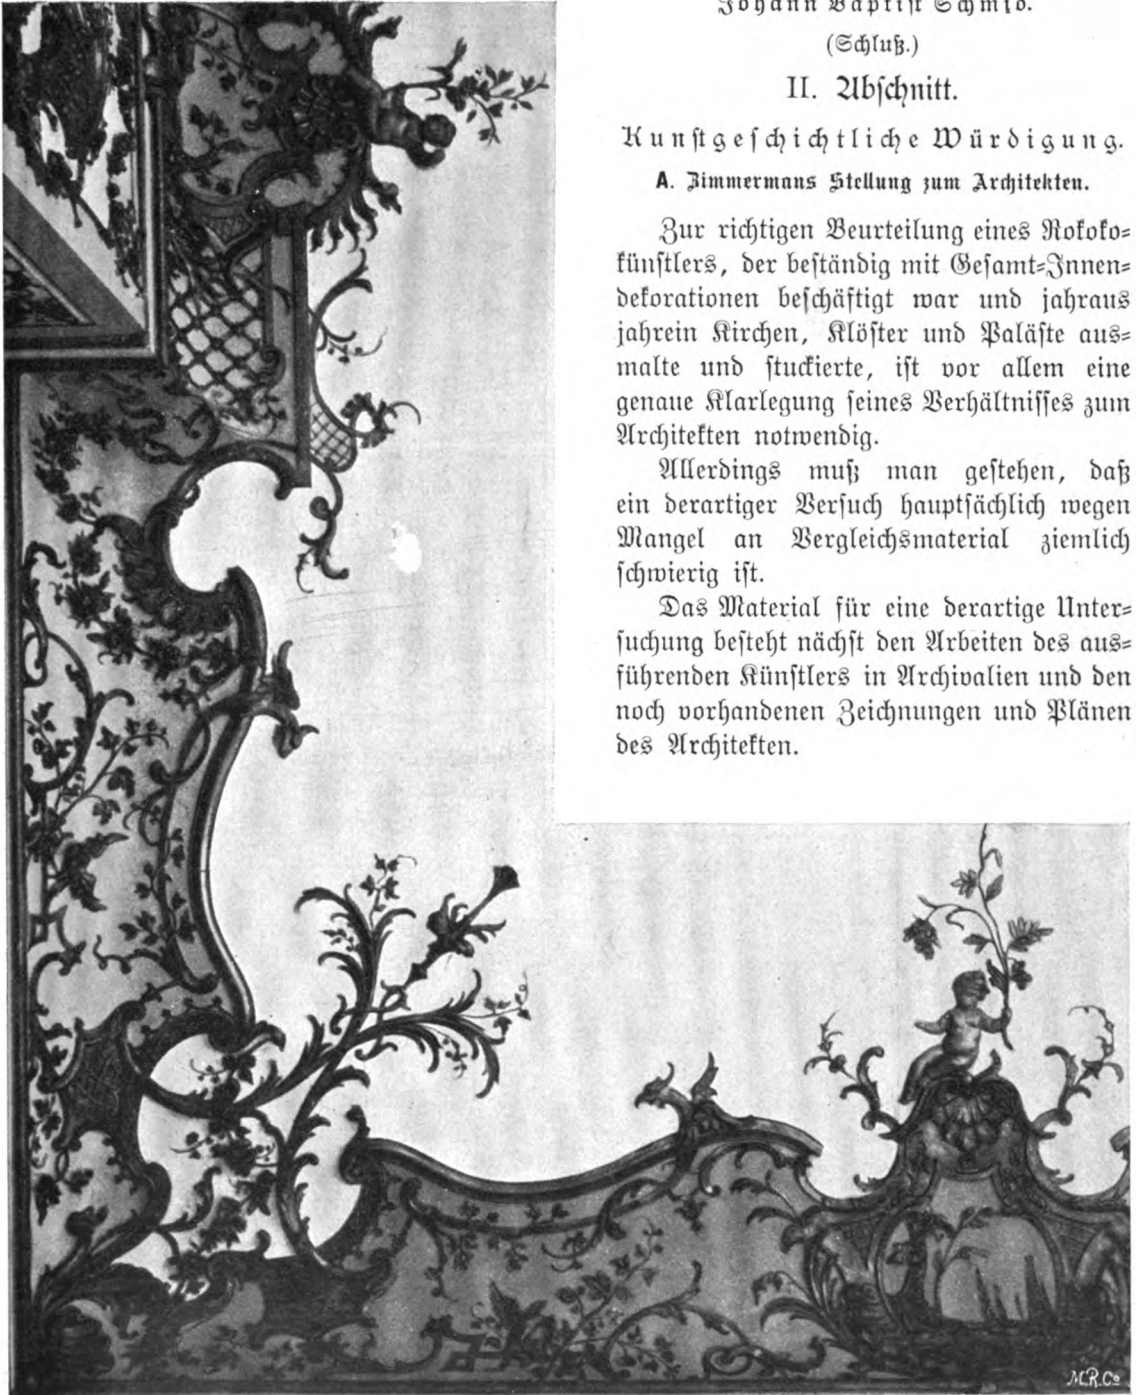 Johann Baptist Schmid.
(Schluß.)
II. Abschnitt.
Kunstgeschichtliche Würdigung.
A. Zimmermans Stellung zum Architekten.
Zur richtigen Beurteilung eines Rokoko-
künstlers, der beständig mit Gesamt-Innen-
dekorationen beschäftigt war und jahraus
jahrein Kirchen, Klöster und Paläste aus-
malte und stuckierte, ist vor allem eine
genaue Klarlegung seines Verhältnisses zum
Architekten notwendig.
Allerdings muß man gestehen, daß
ein derartiger Versuch hauptsächlich wegen
Mangel an Vergleichsmaterial ziemlich
schwierig ist.
Das Material für eine derartige Unter-
suchung besteht nächst den Arbeiten des aus-
führenden Künstlers in Archivalien und den
noch vorhandenen Zeichnungen und Plänen
des Architekten.
M.R.Co